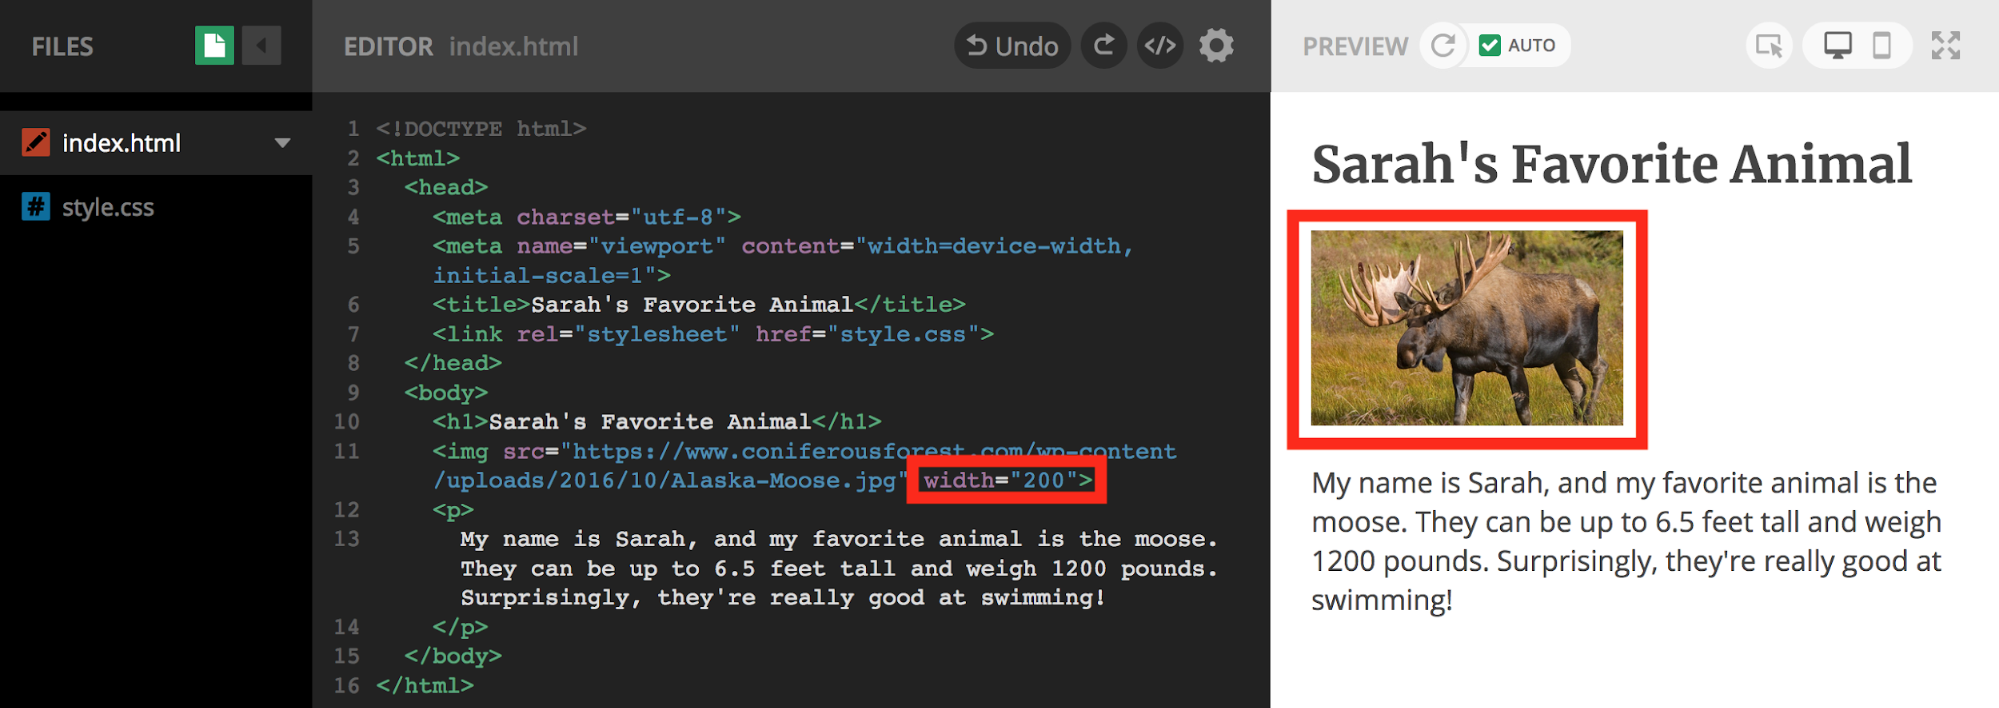 FILES
EDITOR index.html
Undo
</>
PREVIEW
AUTO
index.html
# style.css
1 <!DOCTYPE html>
2 <html>
3 <head>
4 <meta charset="utf-8">
5 <meta name="viewport" content="width=device-width,
initial-scale=1">
6 <title>Sarah's Favorite Animal</title>
7 <link rel="stylesheet" href="style.css">
8 </head>
9 <body>
10 <h1>Sarah's Favorite Animal</h1>
11 <img src="https://www.coniferousforest.com/wp-content
/uploads/2016/10/Alaska-Moose.jpg" width="200">
12 <p>
13 My name is Sarah, and my favorite animal is the moose.
They can be up to 6.5 feet tall and weigh 1200 pounds.
Surprisingly, they're really good at swimming!
14 </p>
15 </body>
16 </html>
Sarah's Favorite Animal
My name is Sarah, and my favorite animal is the
moose. They can be up to 6.5 feet tall and weigh
1200 pounds. Surprisingly, they're really good at
swimming!